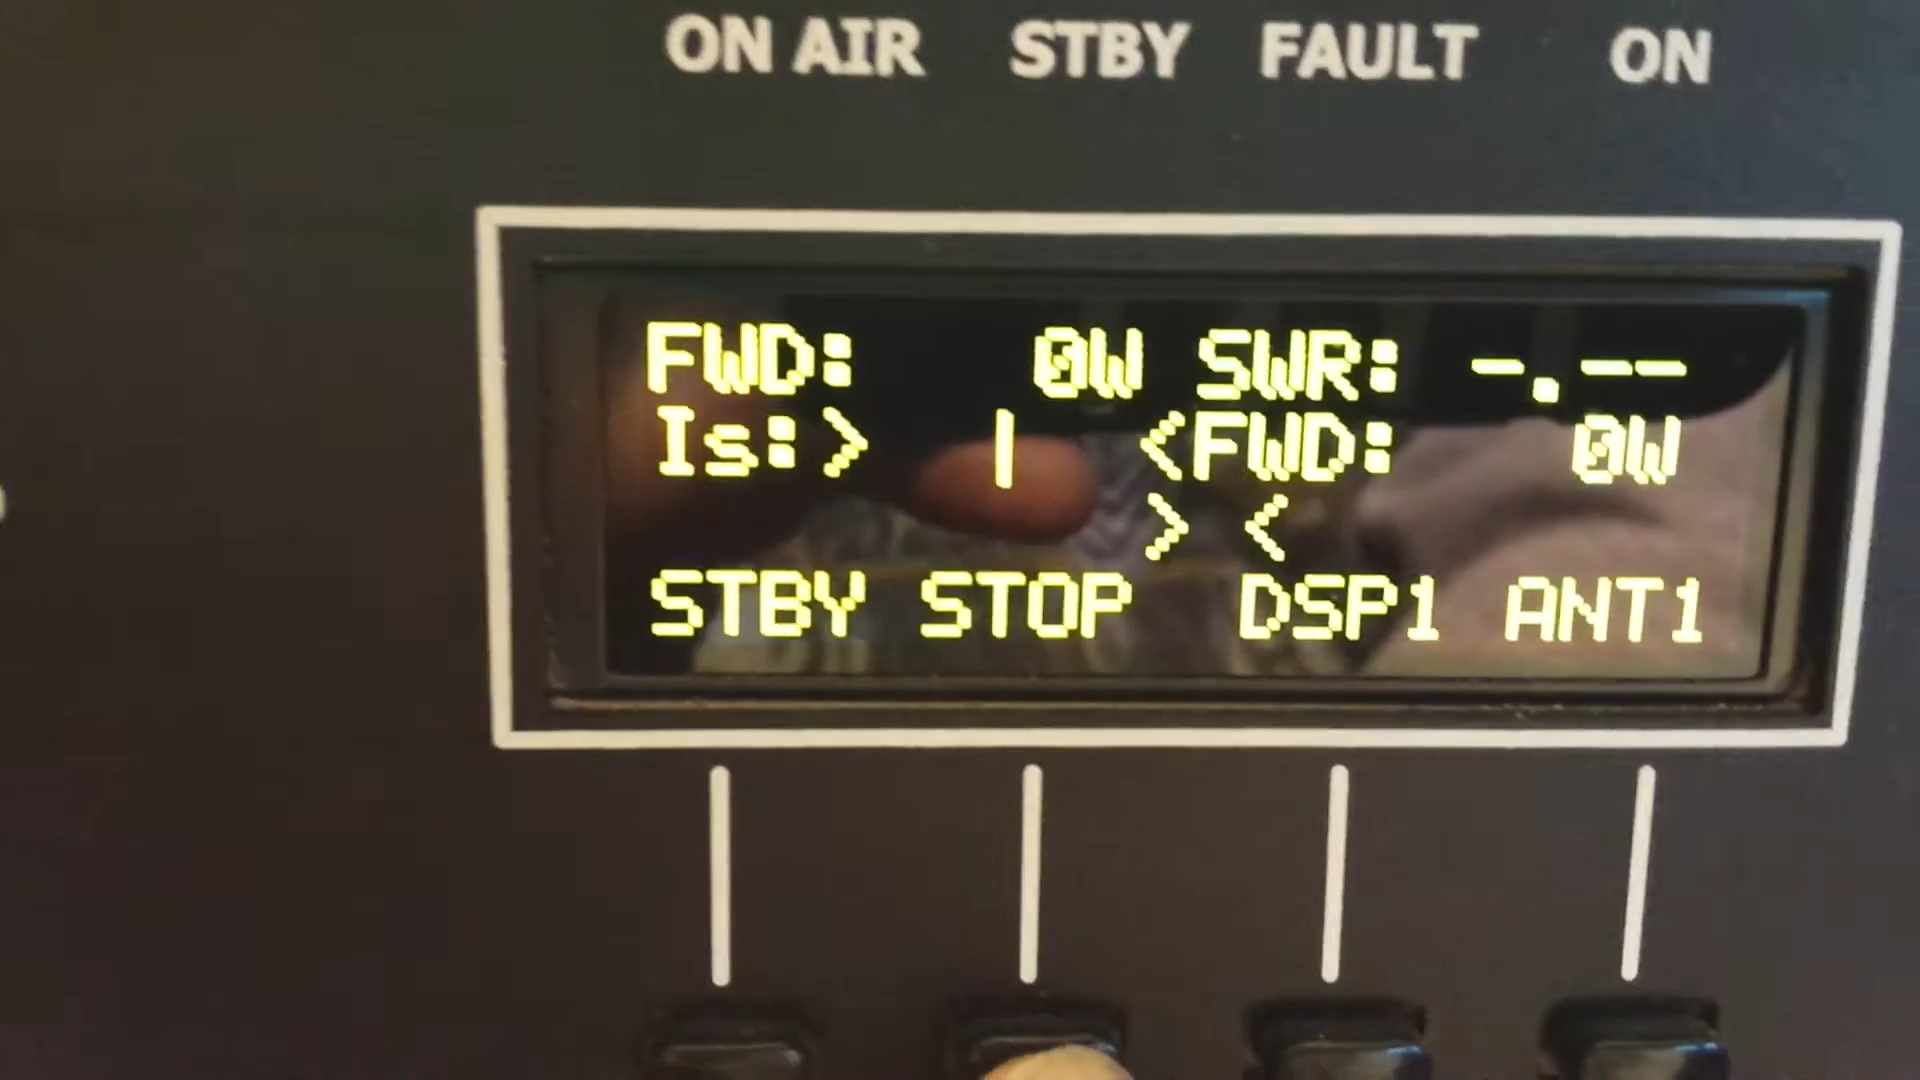 ON AIR STBY FAULT ON
FWD: 0W SWR: -.--
Is:> | <FWD: 0W
> <
STBY STOP DSP1 ANT1